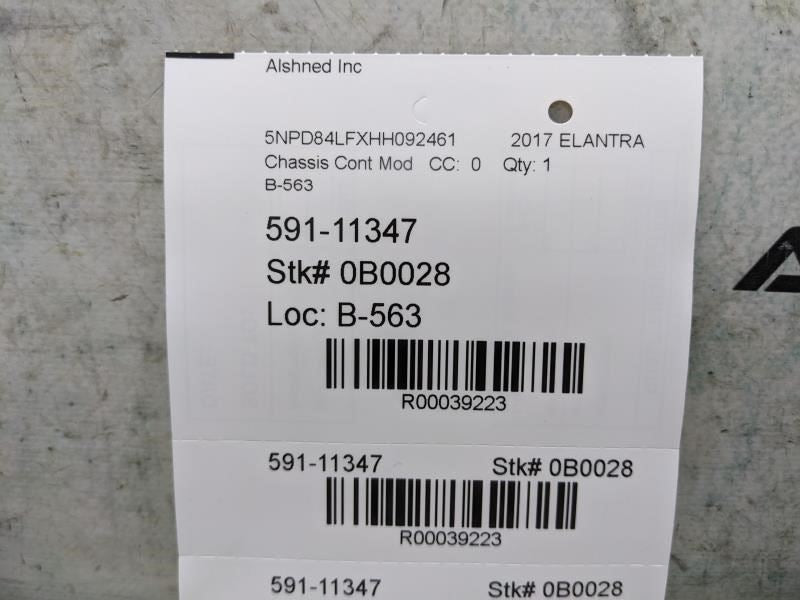 Alshned Inc
5NPD84LFXHH092461 2017 ELANTRA
Chassis Cont Mod CC: 0 Qty: 1
B-563
591-11347
Stk# 0B0028
Loc: B-563
R00039223
591-11347 Stk# 0B0028
R00039223
591-11347 Stk# 0B0028